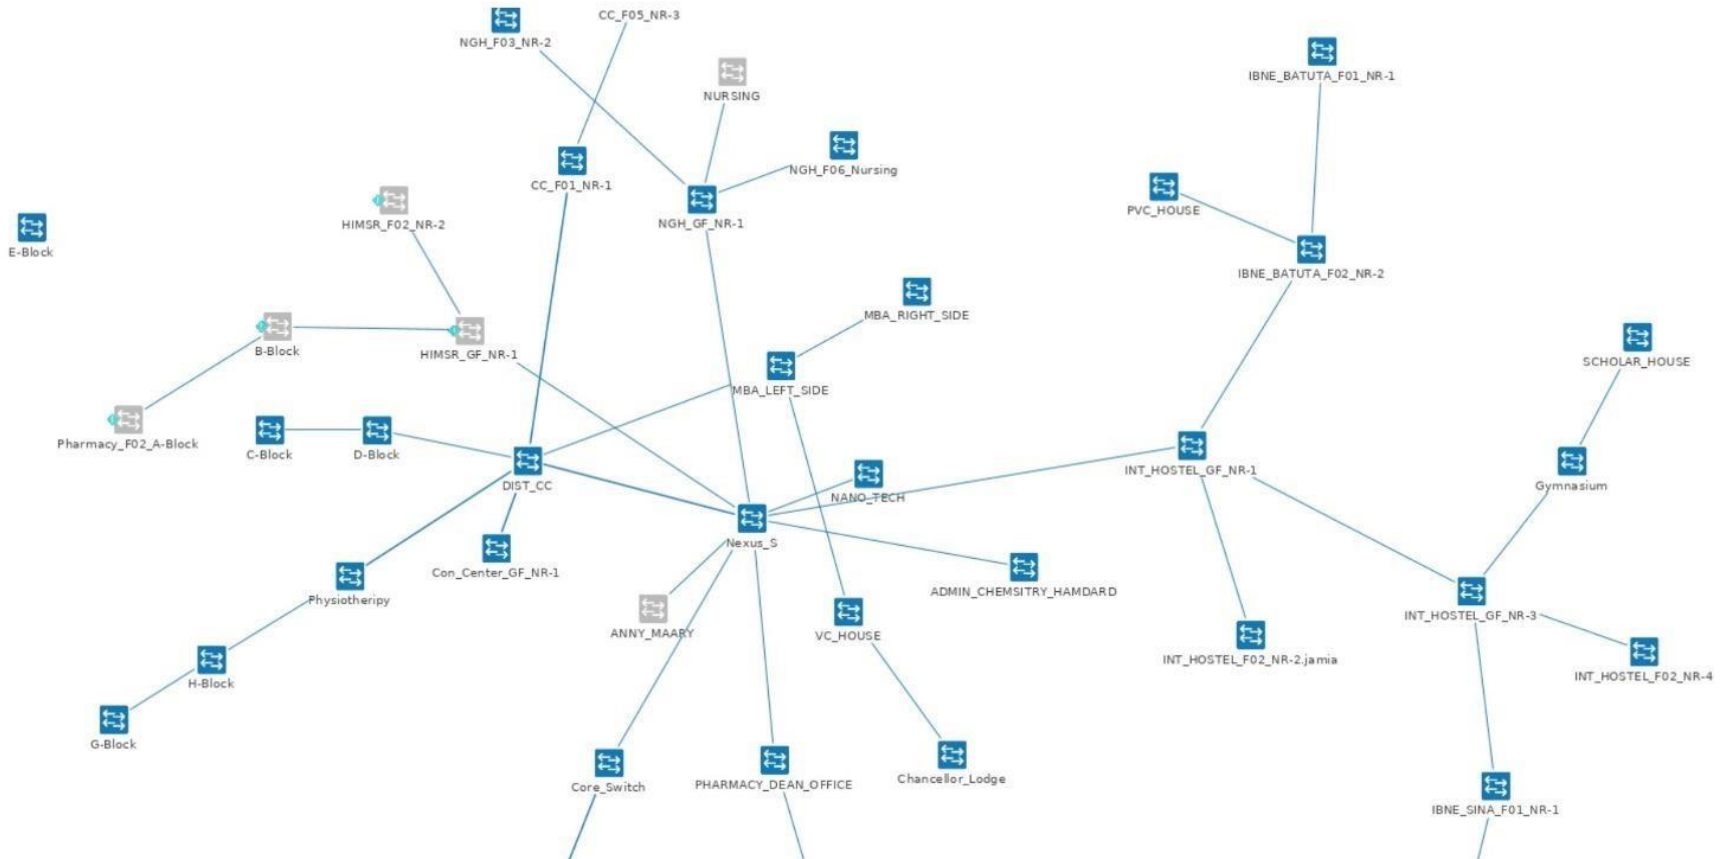 CC_F05_NR-3
NGH_F03_NR-2
IBNE_BATUTA_F01_NR-1
NURSING
NGH_F06_Nursing
CC_F01_NR-1
PVC_HOUSE
HIMSR_F02_NR-2
NGH_GF_NR-1
E-Block
IBNE_BATUTA_F02_NR-2
MBA_RIGHT_SIDE
B-Block
HIMSR_GF_NR-1
SCHOLAR_HOUSE
MBA_LEFT_SIDE
Pharmacy_F02_A-Block
C-Block
D-Block
INT_HOSTEL_GF_NR-1
DIST_CC
Gymnasium
NANO_TECH
Nexus_S
Con_Center_GF_NR-1
ADMIN_CHEMSITRY_HAMDARD
Physiotheripy
INT_HOSTEL_GF_NR-3
ANNY_MAARY
VC_HOUSE
INT_HOSTEL_F02_NR-2.jamia
INT_HOSTEL_F02_NR-4
H-Block
G-Block
Chancellor_Lodge
PHARMACY_DEAN_OFFICE
Core_Switch
IBNE_SINA_F01_NR-1